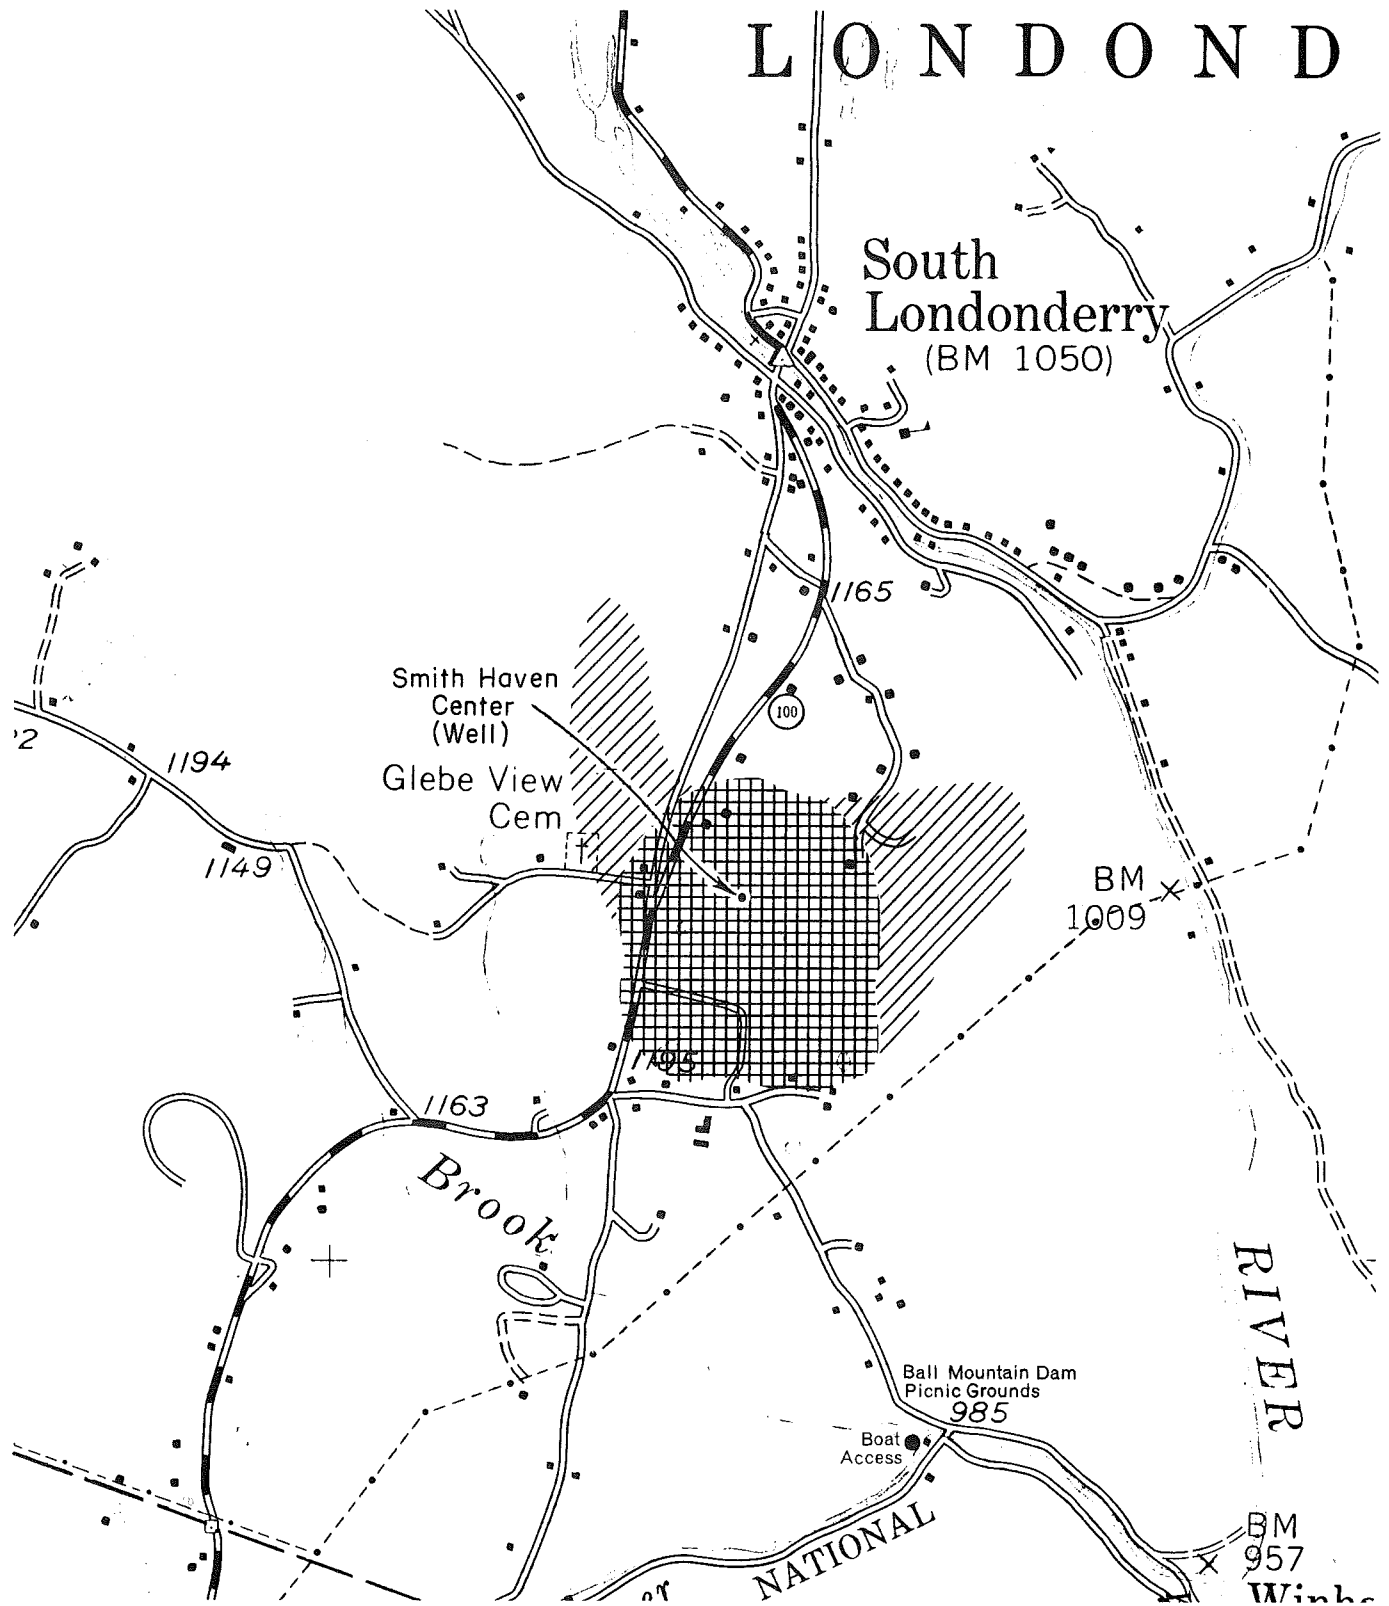 LONDOND
South
Londonderry
(BM 1050)
1165
Smith Haven
Center
(Well)
100
Glebe View
Cem
1194
1149
BM
1009
1195
1163
Brook
RIVER
Ball Mountain Dam
Picnic Grounds
985
Boat
Access
NATIONAL
BM
957